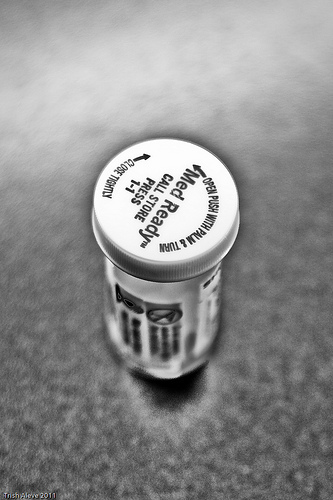 OPEN PUSH WITH PALM & TURN
Med Ready™
CALL STORE
PRESS
1-1
CLOSE TIGHTLY
Trish Aleve 2011